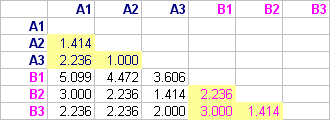 A1 A2 A3 B1 B2 B3
A1
A2 1.414
A3 2.236 1.000
B1 5.099 4.472 3.606
B2 3.000 2.236 1.414 2.236
B3 2.236 2.236 2.000 3.000 1.414